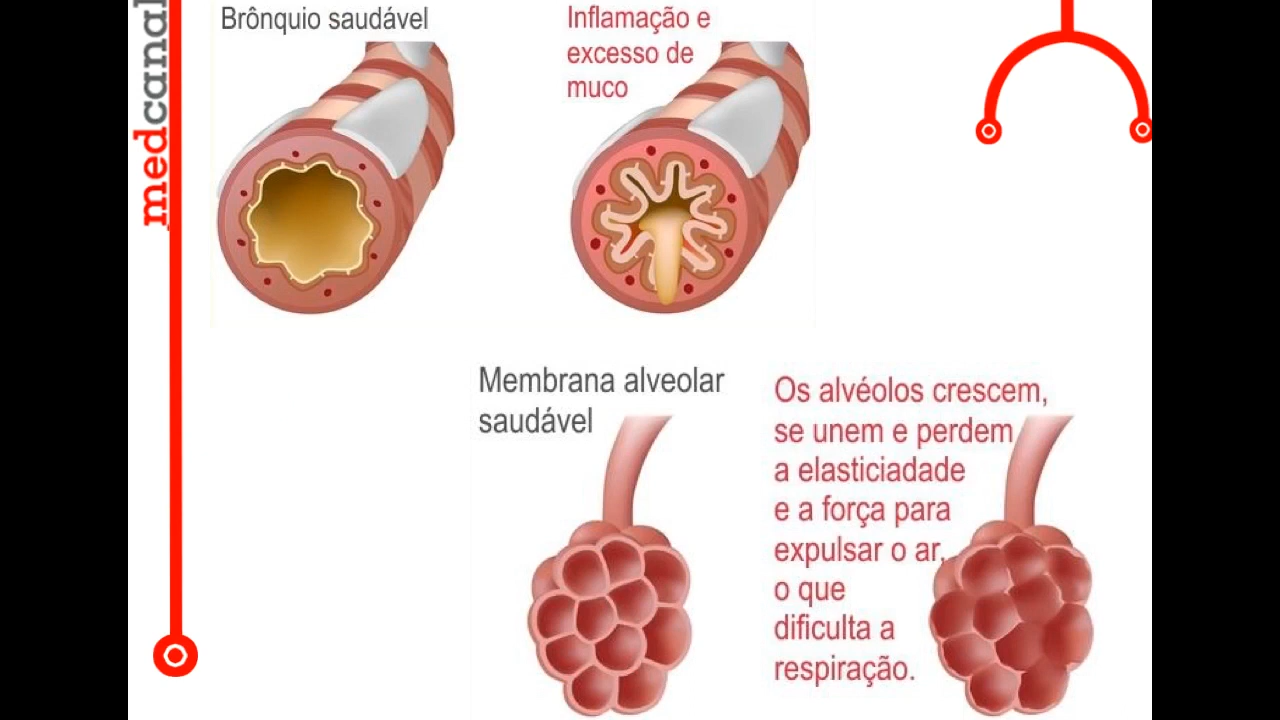 medcanal
Brônquio saudável
Inflamação e
excesso de
muco
Membrana alveolar
saudável
Os alvéolos crescem,
se unem e perdem
a elasticiadade
e a força para
expulsar o ar,
o que
dificulta a
respiração.